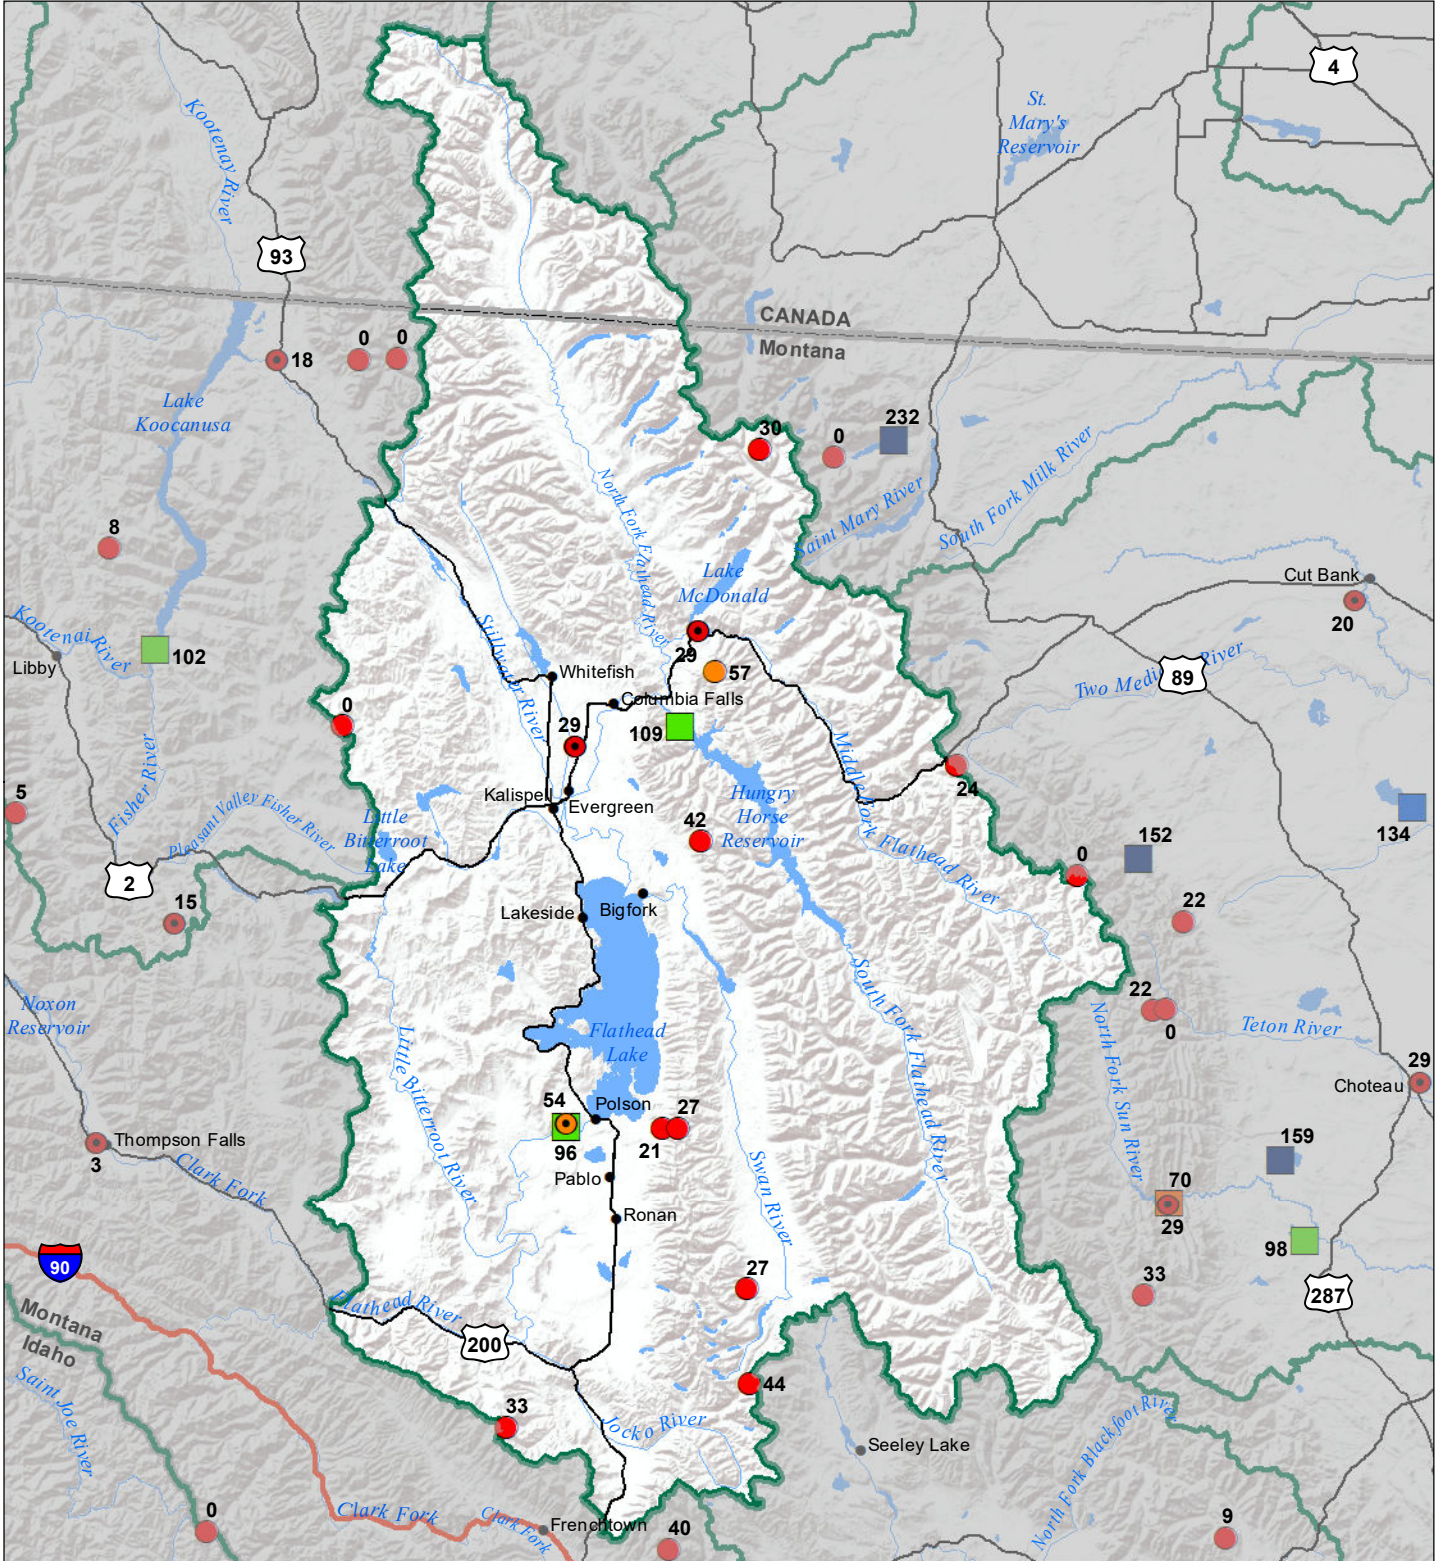 4
St.
Mary's
Reservoir
Kootenay River
93
CANADA
Montana
0
0
18
Lake
Koocanusa
30
0
232
North Fork Flathead River
Saint Mary River
South Fork Milk River
8
Lake
McDonald
Cut Bank
20
Kootenai River
Libby
102
Stillwater River
29
57
Whitefish
Columbia Falls
Two Medi River
89
0
29
109
Middle Fork Flathead River
24
Fisher River
5
Pleasant Valley Fisher River
Kalispell
Evergreen
Little
Bitterroot
Lake
42
Hungry
Horse
Reservoir
134
152
0
2
15
22
Lakeside
Bigfork
South Fork Flathead River
Noxon
Reservoir
22
0
Teton River
North Fork Sun River
Little Bitterroot River
Flathead
Lake
29
Choteau
54
Polson
96
21
27
Thompson Falls
3
Clark Fork
Pablo
Swan River
159
70
29
Ronan
98
90
27
33
287
Flathead River
200
Montana
Idaho
Saint Joe River
44
33
Jocko River
North Fork Blackfoot River
Seeley Lake
0
Clark Fork
Clark Fork
Frenchtown
40
9